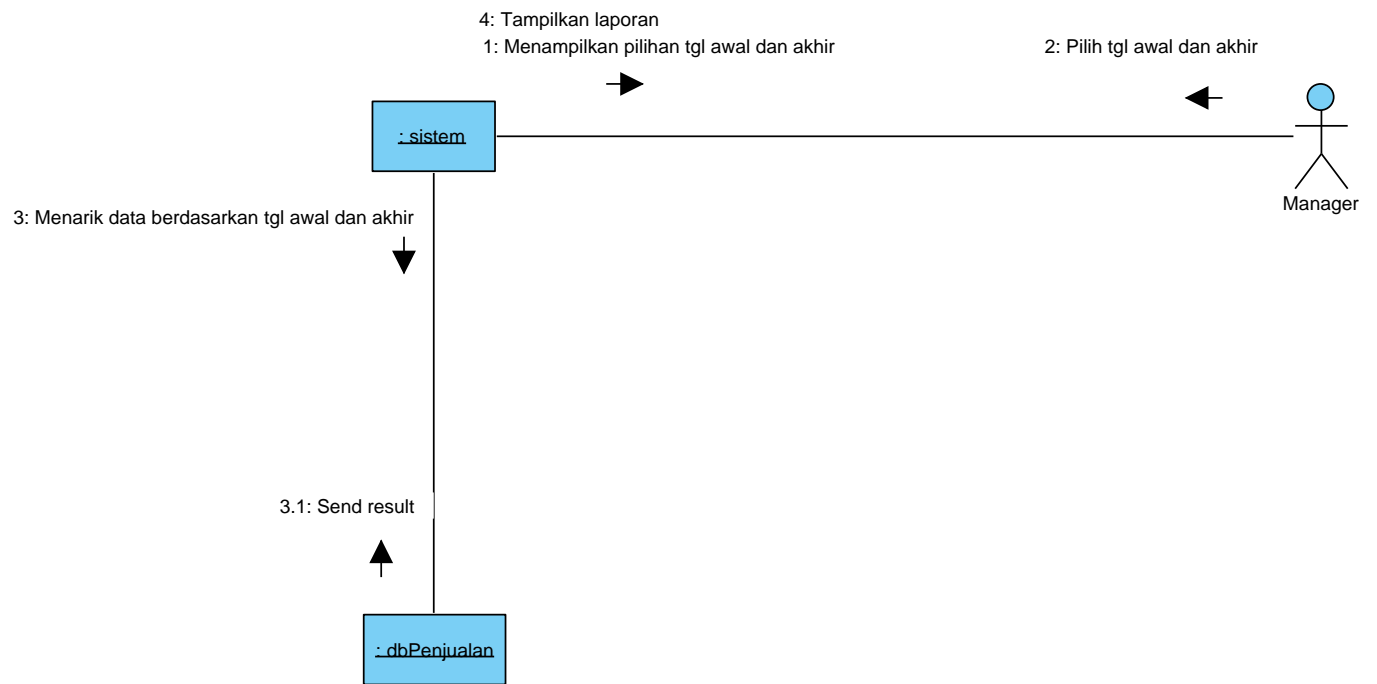 4: Tampilkan laporan
1: Menampilkan pilihan tgl awal dan akhir
2: Pilih tgl awal dan akhir
: sistem
Manager
3: Menarik data berdasarkan tgl awal dan akhir
3.1: Send result
: dbPenjualan